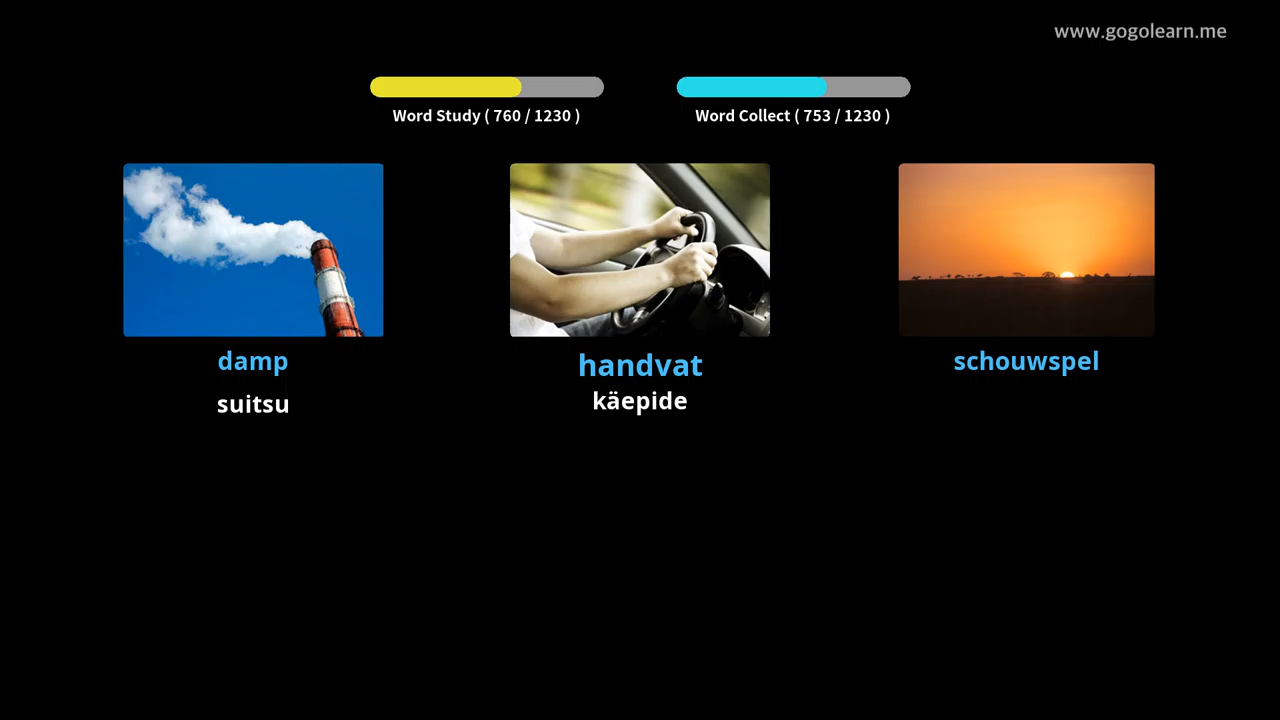 www.gogolearn.me
Word Study ( 760 / 1230 )
Word Collect ( 753 / 1230 )
damp
suitsu
handvat
käepide
schouwspel